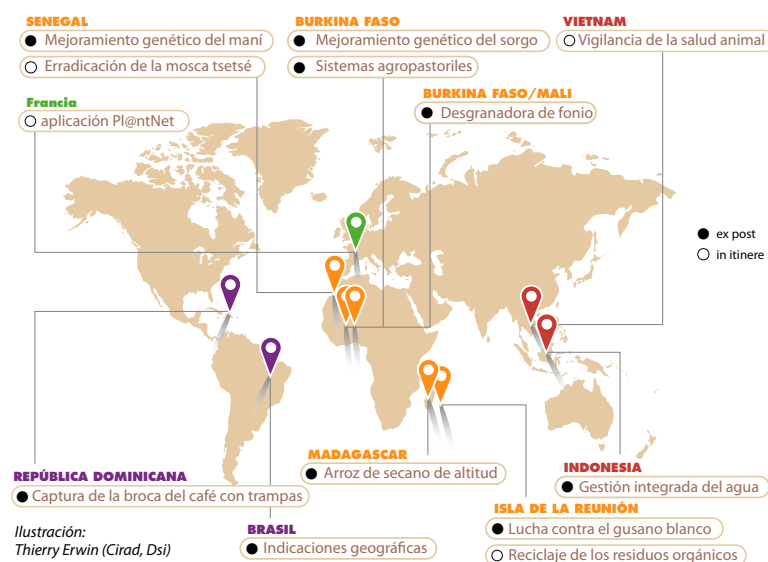 SENEGAL
Mejoramiento genético del maní
Erradicación de la mosca tsetsé
BURKINA FASO
Mejoramiento genético del sorgo
Sistemas agropastoriles
VIETNAM
Vigilancia de la salud animal
BURKINA FASO/MALI
Desgranadora de fonio
Francia
aplicación Pl@ntNet
ex post
in itinere
REPÚBLICA DOMINICANA
Captura de la broca del café con trampas
MADAGASCAR
Arroz de secano de altitud
INDONESIA
Gestión integrada del agua
ISLA DE LA REUNIÓN
Lucha contra el gusano blanco
Reciclaje de los residuos orgánicos
BRASIL
Indicaciones geográficas
Ilustración:
Thierry Erwin (Cirad, Dsi)